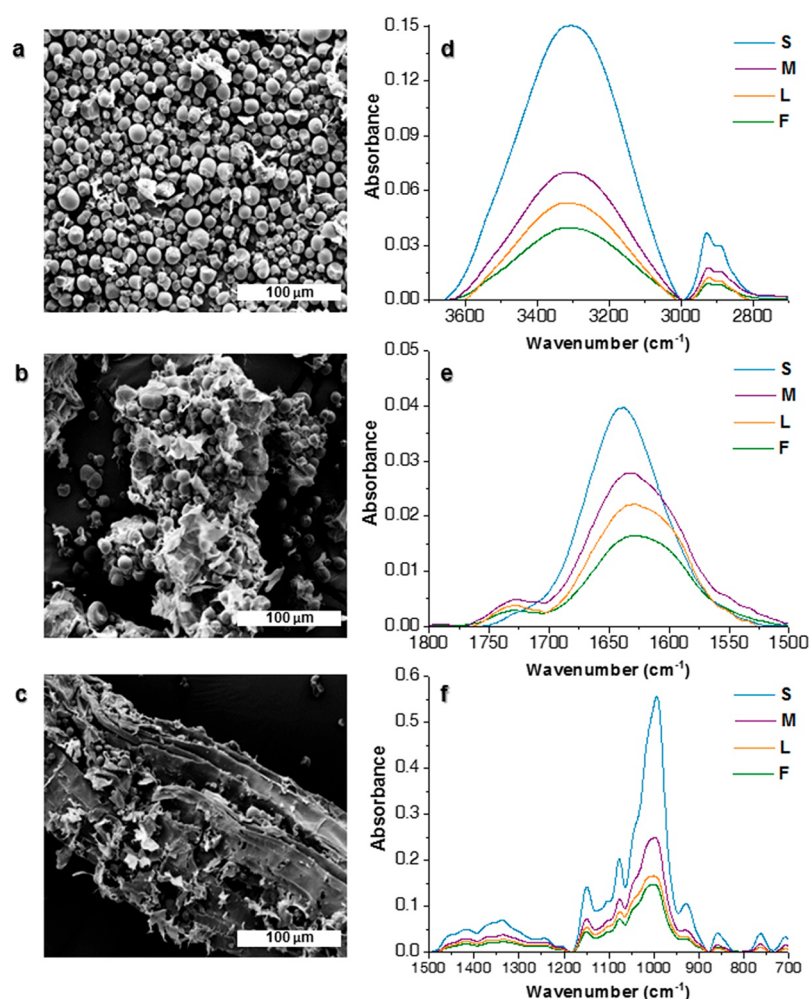 a
100 µm
b
100 µm
c
100 µm
d
0.15
0.12
0.09
0.06
0.03
0.00
Absorbance
3600 3400 3200 3000 2800
Wavenumber (cm⁻¹)
S
M
L
F
e
0.05
0.04
0.03
0.02
0.01
0.00
Absorbance
1800 1750 1700 1650 1600 1550 1500
Wavenumber (cm⁻¹)
S
M
L
F
f
0.6
0.5
0.4
0.3
0.2
0.1
0.0
Absorbance
1500 1400 1300 1200 1100 1000 900 800 700
Wavenumber (cm⁻¹)
S
M
L
F